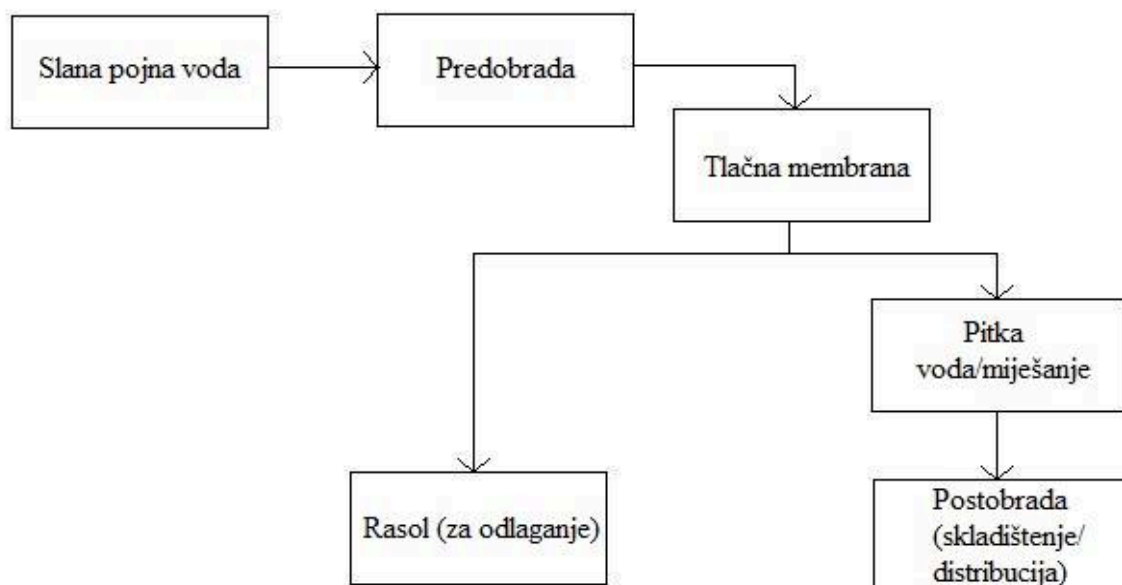 Slana pojna voda
Predobrada
Tlačna membrana
Pitka
voda/miješanje
Rasol (za odlaganje)
Postobrada
(skladištenje/
distribucija)